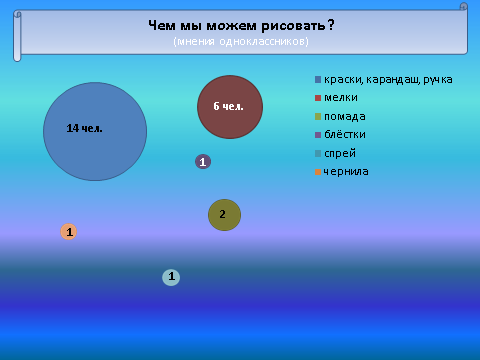 Чем мы можем рисовать?
(мнения одноклассников)
14 чел.
6 чел.
1
2
1
1
краски, карандаш, ручка
мелки
помада
блёстки
спрей
чернила